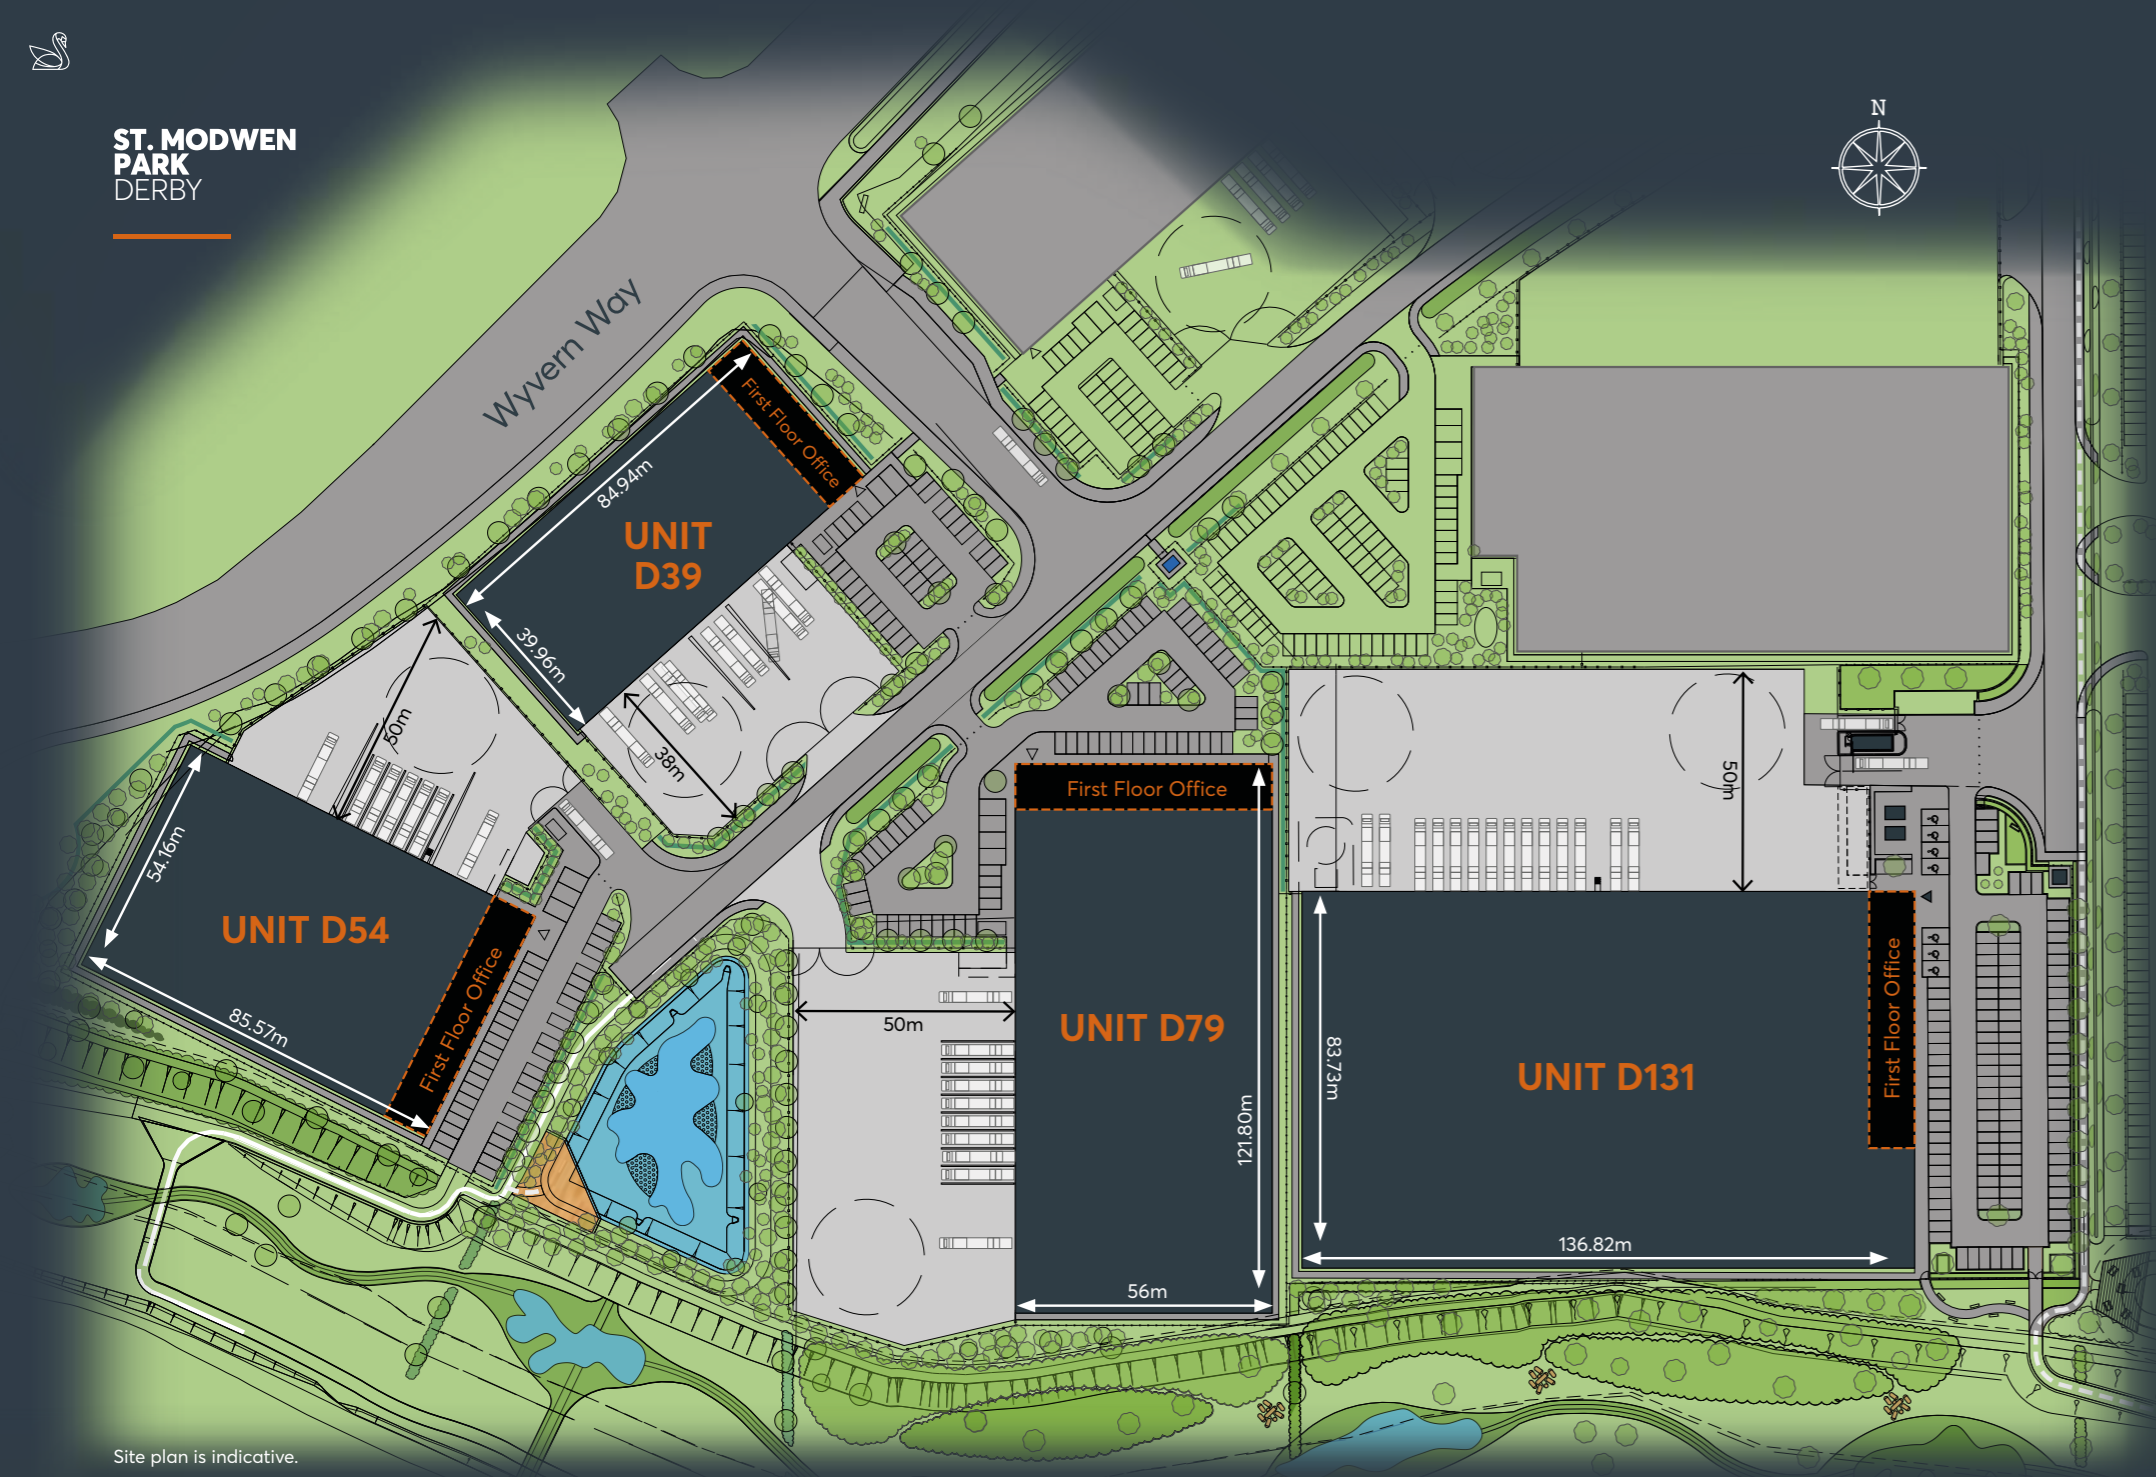 ST. MODWEN
PARK
DERBY
N
Wyvern Way
First Floor Office
84.94m
UNIT
D39
39.96m
38m
50m
54.16m
UNIT D54
85.57m
First Floor Office
First Floor Office
50m
UNIT D79
121.80m
56m
50m
83.73m
UNIT D131
First Floor Office
136.82m
Site plan is indicative.